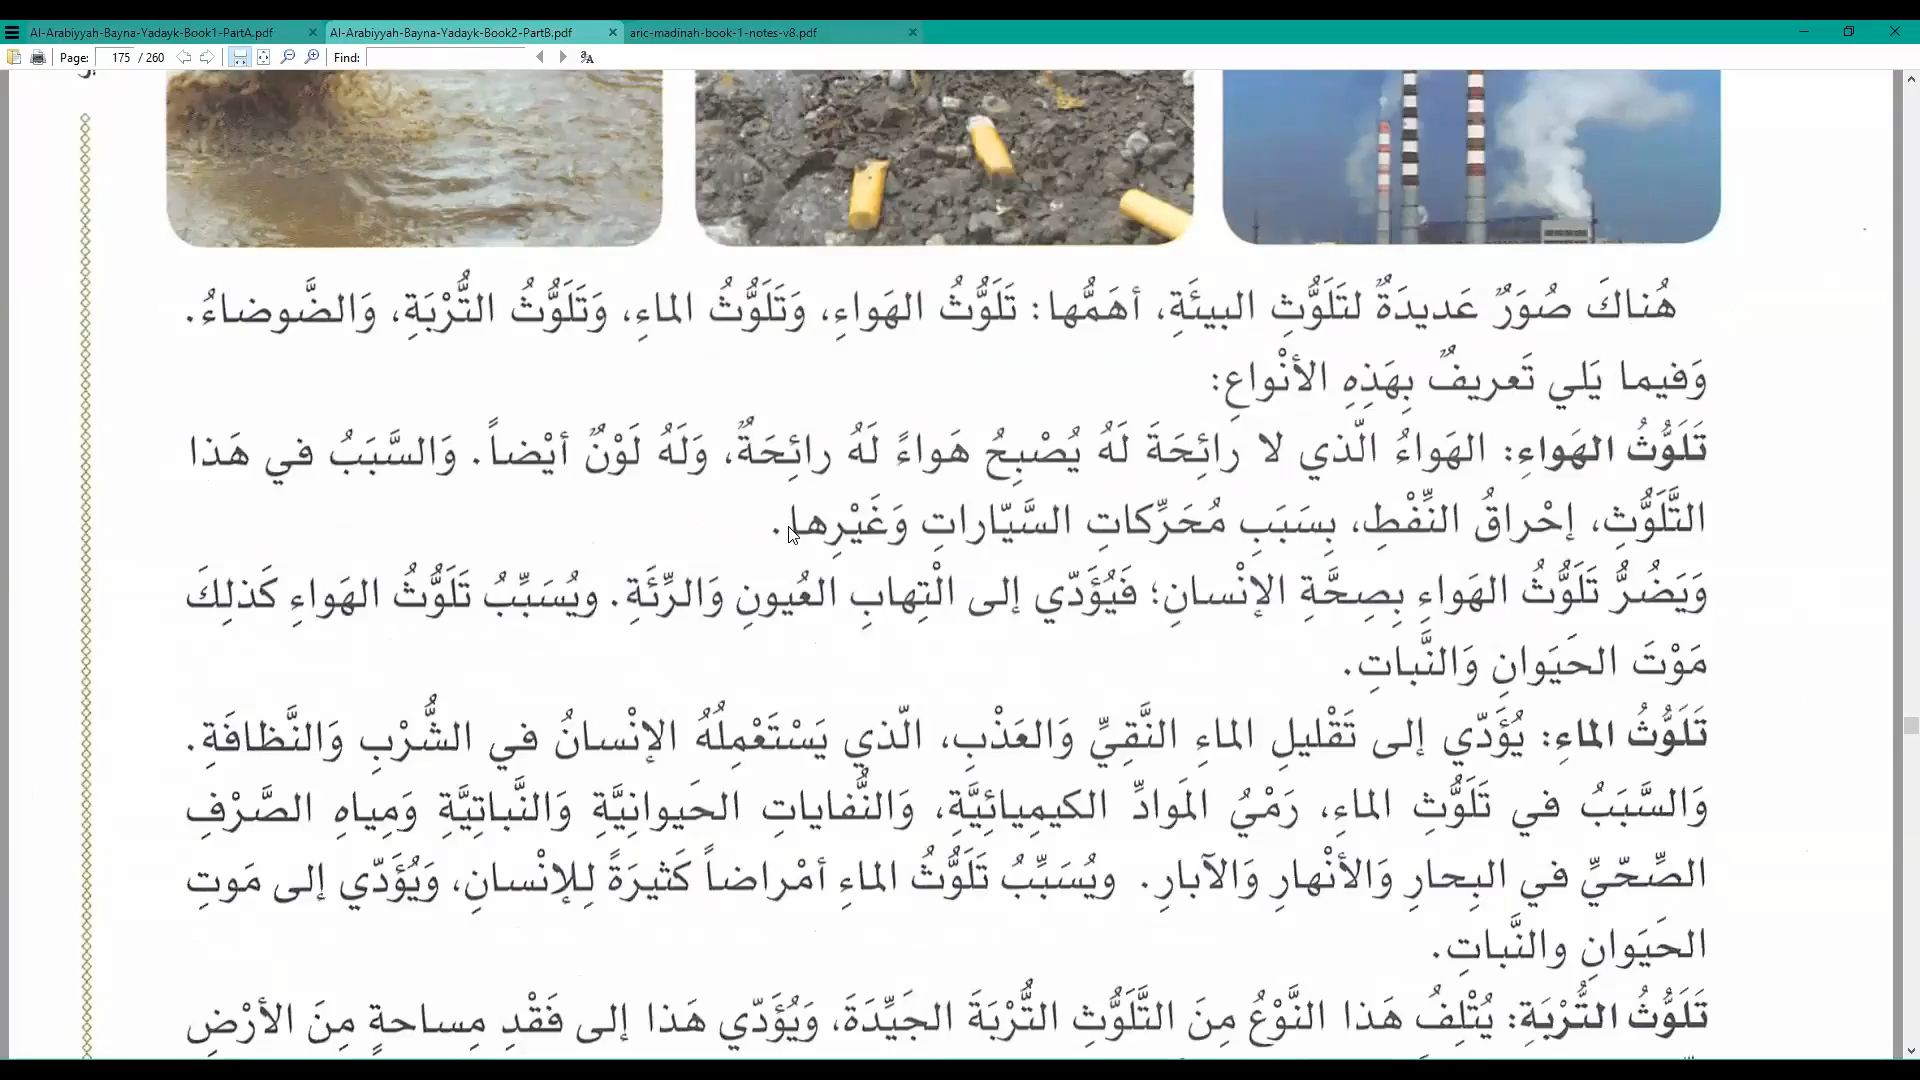 Al-Arabiyyah-Bayna-Yadayk-Book1-PartA.pdf
Al-Arabiyyah-Bayna-Yadayk-Book2-PartB.pdf
aric-madinah-book-1-notes-v8.pdf
Page: 175 / 260 Find:
هُناكَ صُوَرٌ عَديدَةٌ لتَلَوُّثِ البيئَةِ، أهَمُّها: تَلَوُّثُ الهَواءِ، وَتَلَوُّثُ الماءِ، وَتَلَوُّثُ التُّرْبَةِ، وَالضَّوضاءُ.
وَفيما يَلي تَعريفٌ بِهَذِهِ الأنْواعِ:
تَلَوُّثُ الهَواءِ: الهَواءُ الّذي لا رائِحَةَ لَهُ يُصْبِحُ هَواءً لَهُ رائِحَةٌ، وَلَهُ لَوْنٌ أيْضاً. وَالسَّبَبُ في هَذا
التَّلَوُّثِ، إحْراقُ النِّفْطِ، بِسَبَبِ مُحَرِّكاتِ السَّيّاراتِ وَغَيْرِها.
وَيَضُرُّ تَلَوُّثُ الهَواءِ بِصِحَّةِ الإنْسانِ؛ فَيُؤَدّي إلى الْتِهابِ العُيونِ وَالرِّئَةِ. ويُسَبِّبُ تَلَوُّثُ الهَواءِ كَذلِكَ
مَوْتَ الحَيَوانِ وَالنَّباتِ.
تَلَوُّثُ الماءِ: يُؤَدّي إلى تَقْليلِ الماءِ النَّقِيِّ وَالعَذْبِ، الّذي يَسْتَعْمِلُهُ الإنْسانُ في الشُّرْبِ وَالنَّظافَةِ.
وَالسَّبَبُ في تَلَوُّثِ الماءِ، رَمْيُ المَوادِّ الكيمِيائِيَّةِ، وَالنُّفاياتِ الحَيوانِيَّةِ وَالنَّباتِيَّةِ وَمِياهِ الصَّرْفِ
الصِّحّيِّ في البِحارِ وَالأنْهارِ وَالآبارِ. ويُسَبِّبُ تَلَوُّثُ الماءِ أمْراضاً كَثيرَةً لِلإنْسانِ، وَيُؤَدّي إلى مَوتِ
الحَيَوانِ والنَّباتِ.
تَلَوُّثُ التُّرْبَةِ: يُتْلِفُ هَذا النَّوْعُ مِنَ التَّلَوُّثِ التُّرْبَةَ الجَيِّدَةَ، وَيُؤَدّي هَذا إلى فَقْدِ مِساحةٍ مِنَ الأرْضِ